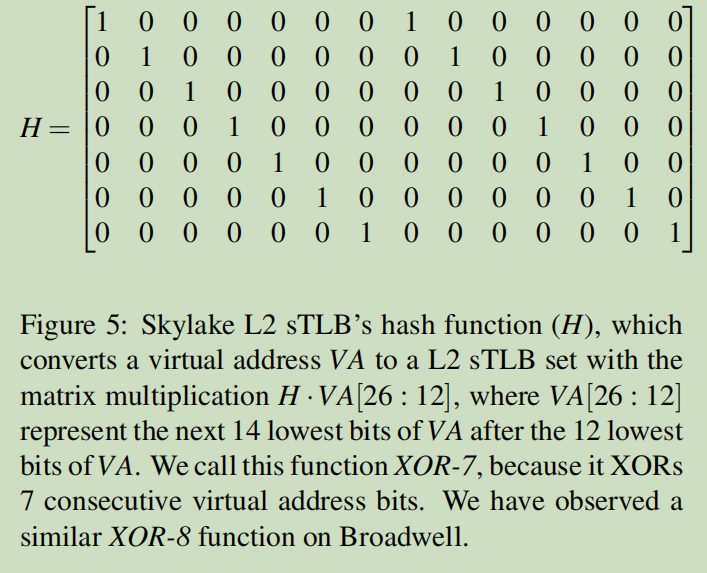 1 0 0 0 0 0 0 1 0 0 0 0 0 0
0 1 0 0 0 0 0 0 1 0 0 0 0 0
0 0 1 0 0 0 0 0 0 1 0 0 0 0
H = 0 0 0 1 0 0 0 0 0 0 1 0 0 0
0 0 0 0 1 0 0 0 0 0 0 1 0 0
0 0 0 0 0 1 0 0 0 0 0 0 1 0
0 0 0 0 0 0 1 0 0 0 0 0 0 1
Figure 5: Skylake L2 sTLB's hash function (H), which
converts a virtual address VA to a L2 sTLB set with the
matrix multiplication H · VA[26 : 12], where VA[26 : 12]
represent the next 14 lowest bits of VA after the 12 lowest
bits of VA. We call this function XOR-7, because it XORs
7 consecutive virtual address bits. We have observed a
similar XOR-8 function on Broadwell.